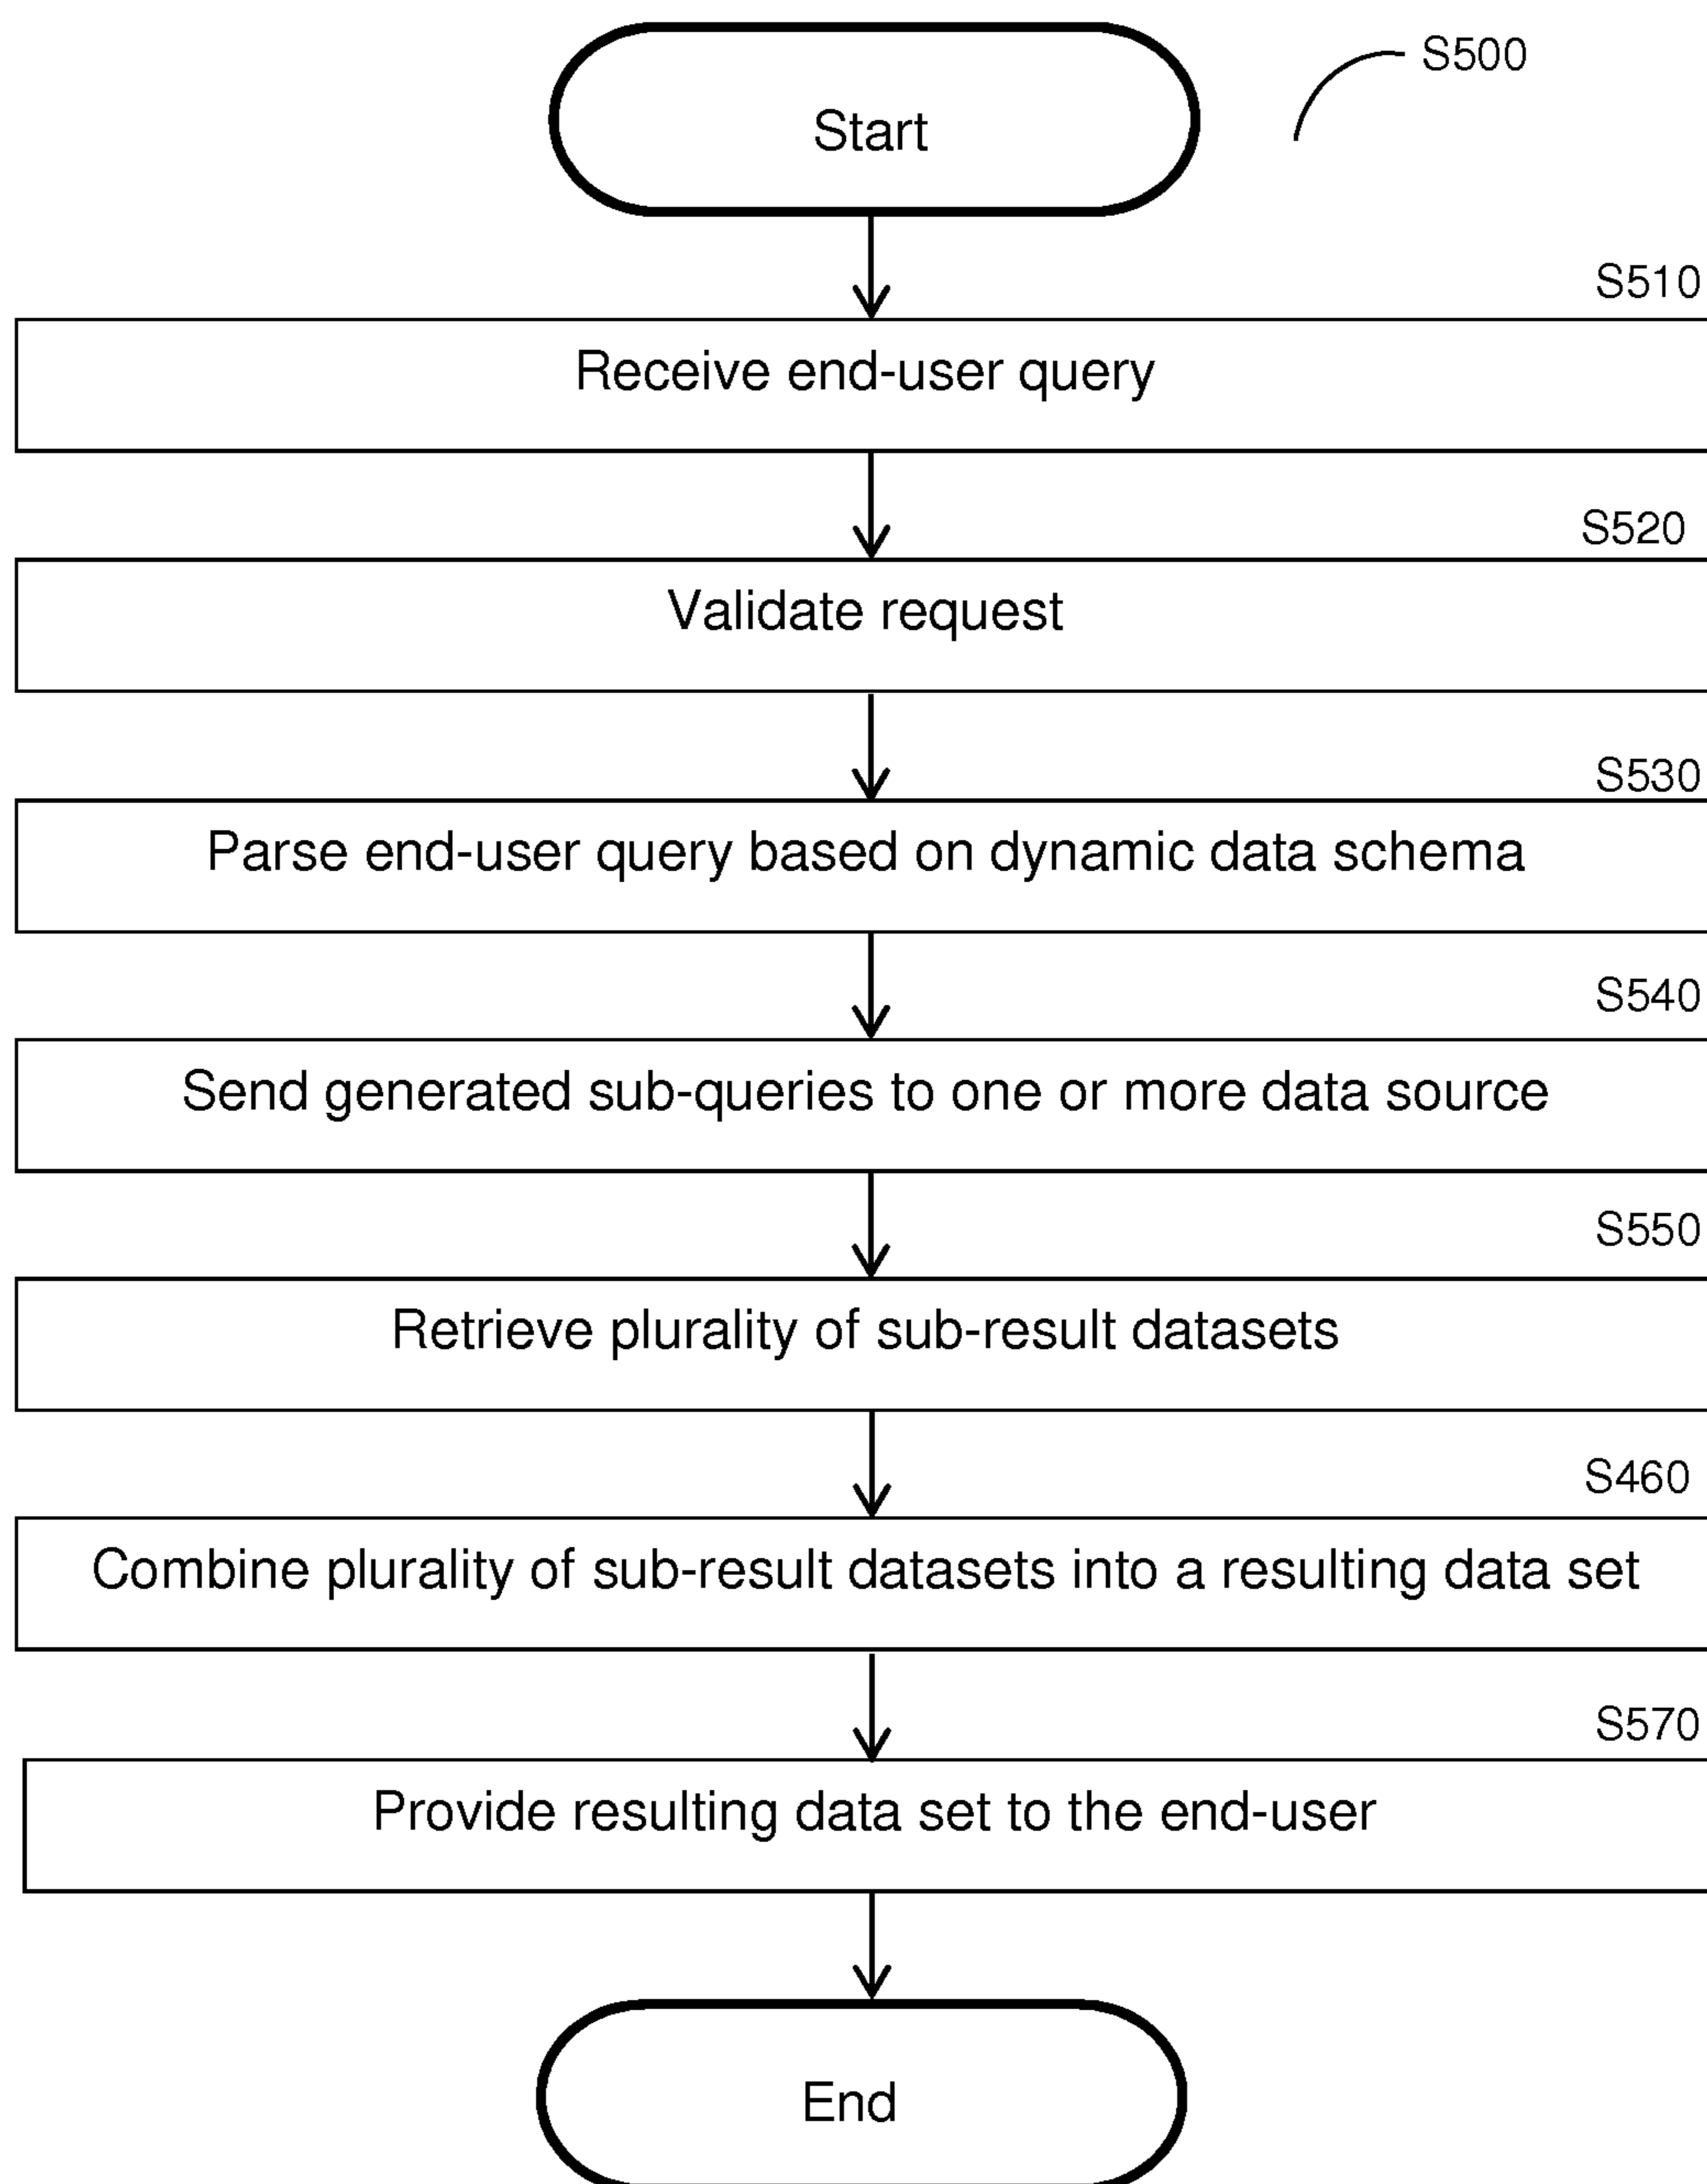 Start
S500
S510
Receive end-user query
S520
Validate request
S530
Parse end-user query based on dynamic data schema
S540
Send generated sub-queries to one or more data source
S550
Retrieve plurality of sub-result datasets
S460
Combine plurality of sub-result datasets into a resulting data set
S570
Provide resulting data set to the end-user
End